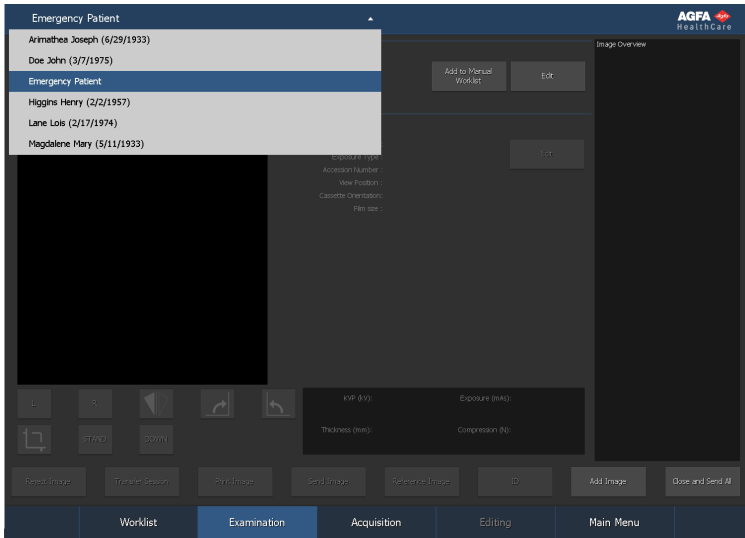 Emergency Patient
AGFA
HealthCare
Arimathea Joseph (6/29/1933)
Doe John (3/7/1975)
Emergency Patient
Higgins Henry (2/2/1957)
Lane Lois (2/17/1974)
Magdalene Mary (5/11/1933)
Image Overview
Add to Manual
Worklist
Edit
Exposure Type :
Edit
Accession Number :
View Position :
Cassette Orientation:
Film size :
L
R
KVP (kV):
Exposure (mAs):
STAND
DOWN
Thickness (mm):
Compression (N):
Reject Image
Transfer Session
Print Image
Send Image
Reference Image
ID
Add Image
Close and Send All
Worklist
Examination
Acquisition
Editing
Main Menu